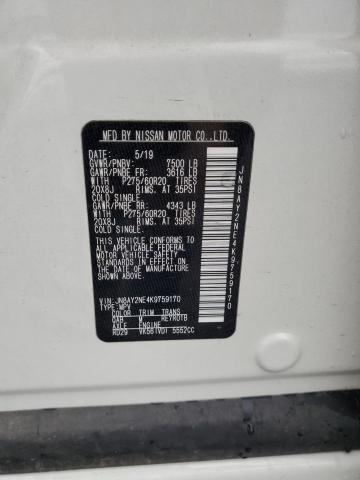 MFD BY NISSAN MOTOR CO.,LTD.
DATE: 5/19
GVWR/PNBV: 7500 LB
GAWR/PNBE FR: 3616 LB
WITH P275/60R20 TIRES
20X8J RIMS, AT 35PSI
COLD SINGLE.
GAWR/PNBE RR: 4343 LB
WITH P275/60R20 TIRES
20X8J RIMS, AT 35PSI
COLD SINGLE.
THIS VEHICLE CONFORMS TO
ALL APPLICABLE FEDERAL
MOTOR VEHICLE SAFETY
STANDARDS IN EFFECT ON
THE DATE OF MANUFACTURE
SHOWN ABOVE.
VIN: JN8AY2NE4K9759170
TYPE: MPV
COLOR TRIM TRANS
QAB M RE7R01B
AXLE ENGINE
RD29 VK56(VD) 5552CC
JN8AY2NE4K9759170